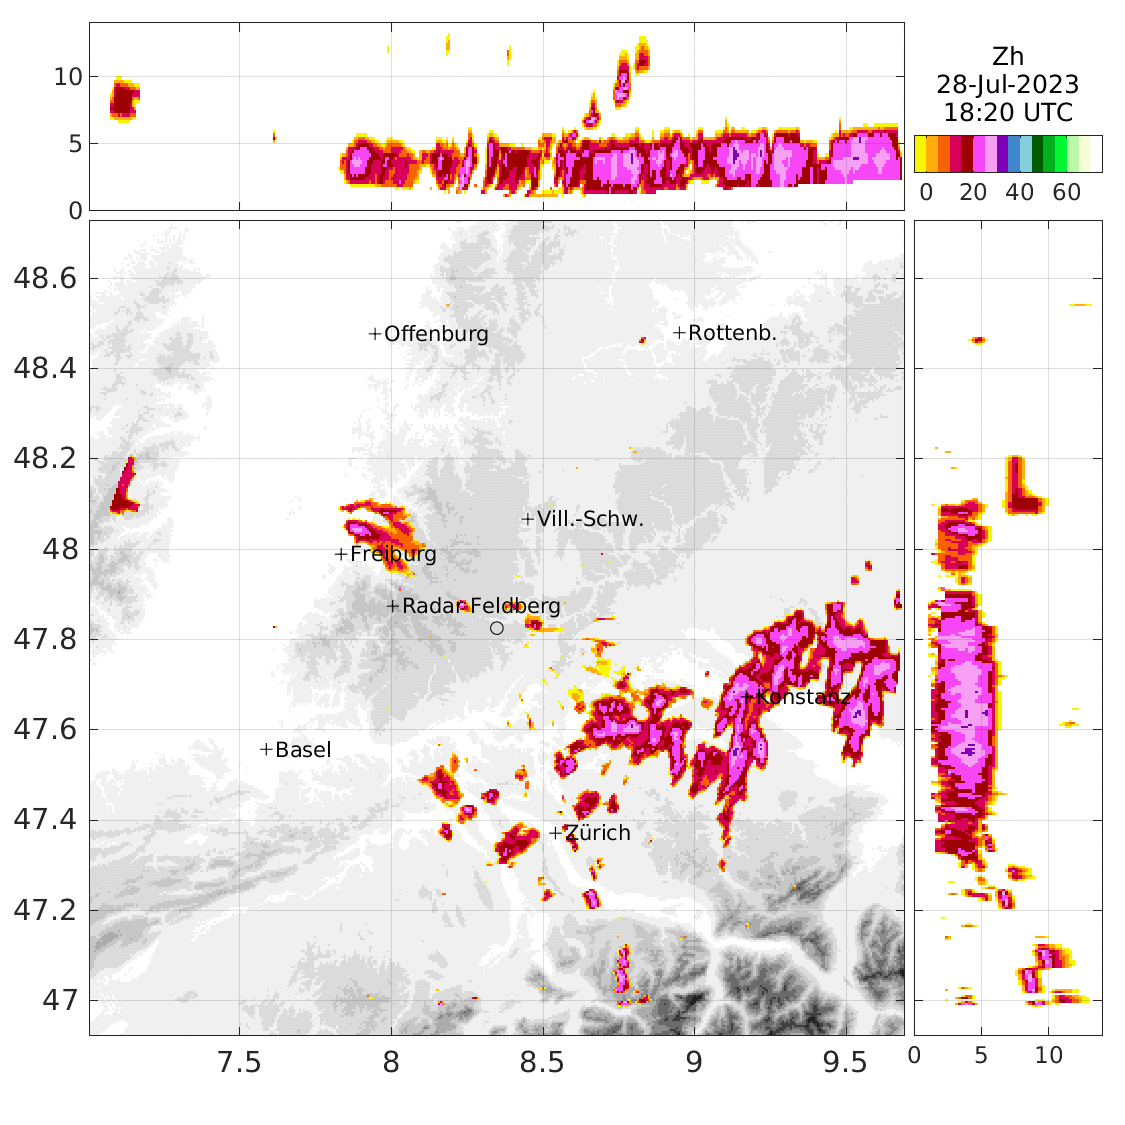 10
5
0
Zh
28-Jul-2023
18:20 UTC
0 20 40 60
48.6
48.4
48.2
48
47.8
47.6
47.4
47.2
47
+Offenburg
+Rottenb.
+Vill.-Schw.
+Freiburg
+Radar Feldberg
+Konstanz
+Basel
+Zürich
7.5 8 8.5 9 9.5
0 5 10